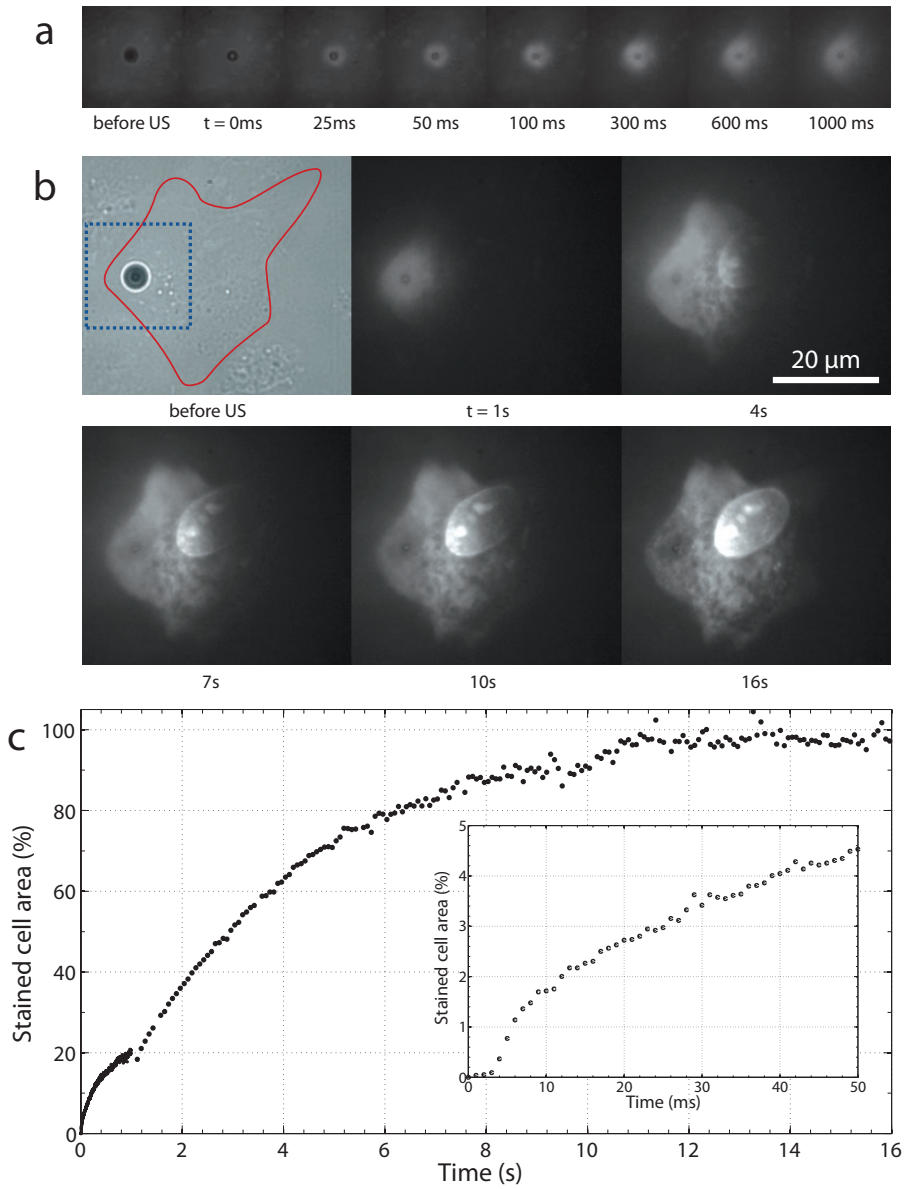 a
before US t = 0ms 25ms 50 ms 100 ms 300 ms 600 ms 1000 ms
b
20 μm
before US t = 1s 4s
7s 10s 16s
c
Stained cell area (%)
100
80
60
40
20
0
0 2 4 6 8 10 12 14 16
Time (s)
Stained cell area (%)
5
4
3
2
1
0
0 10 20 30 40 50
Time (ms)